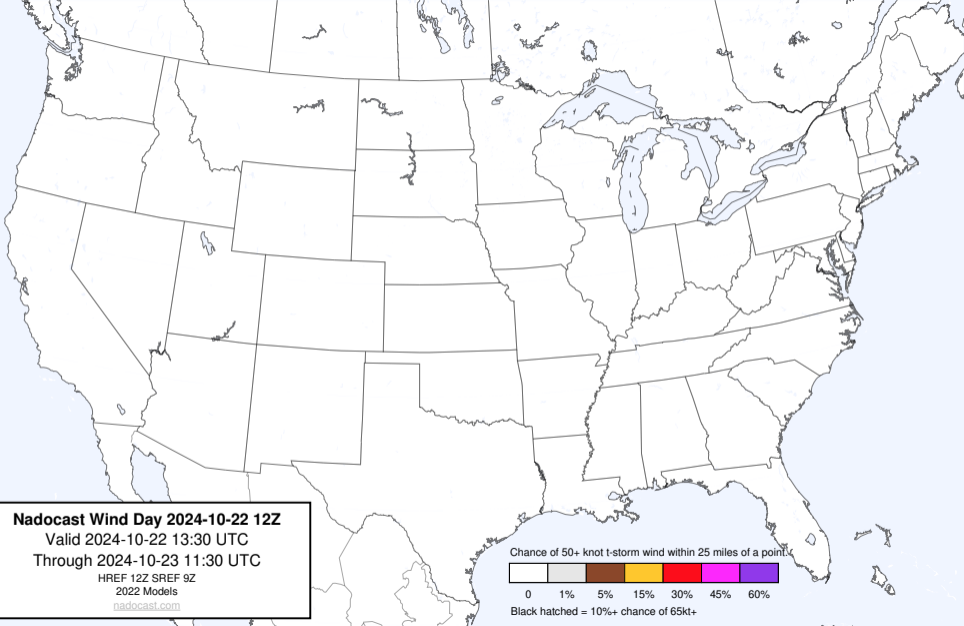 Nadocast Wind Day 2024-10-22 12Z
Valid 2024-10-22 13:30 UTC
Through 2024-10-23 11:30 UTC
HREF 12Z SREF 9Z
2022 Models
nadocast.com
Chance of 50+ knot t-storm wind within 25 miles of a point.
0 1% 5% 15% 30% 45% 60%
Black hatched = 10%+ chance of 65kt+